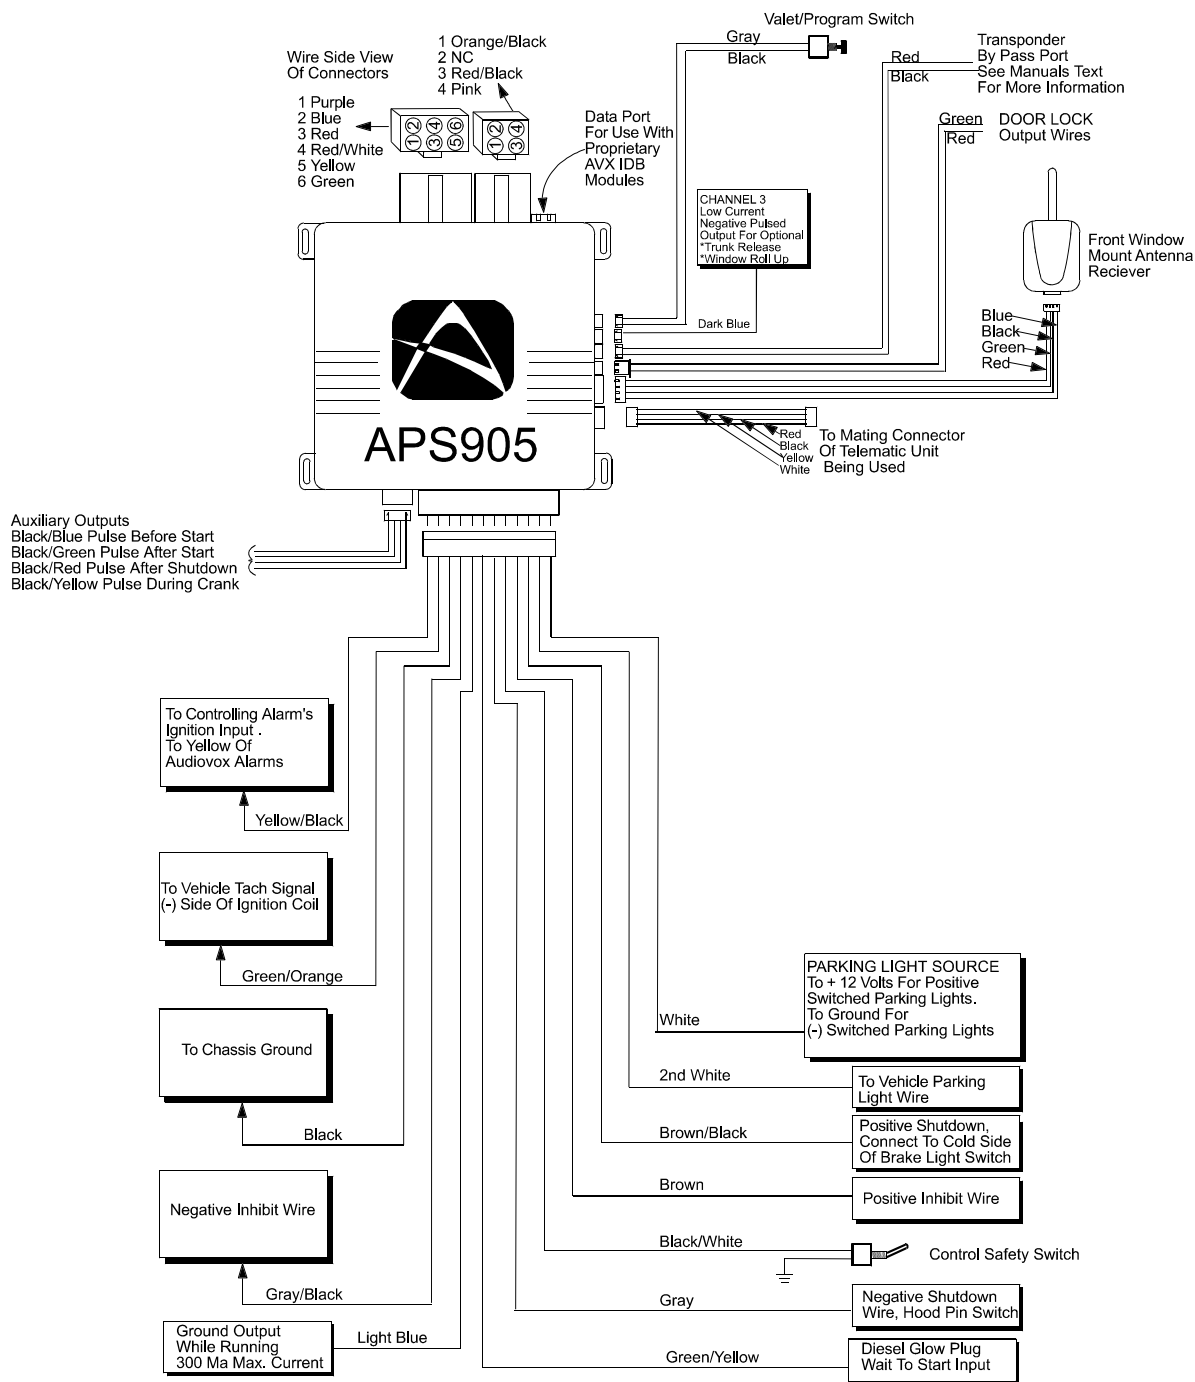 Valet/Program Switch
Gray
Black
Wire Side View
Of Connectors
1 Purple
2 Blue
3 Red
4 Red/White
5 Yellow
6 Green
1 Orange/Black
2 NC
3 Red/Black
4 Pink
1 2 3 4 5 6
1 2 3 4
Data Port
For Use With
Proprietary
AVX IDB
Modules
Red
Black
Transponder
By Pass Port
See Manuals Text
For More Information
Green
Red
DOOR LOCK
Output Wires
CHANNEL 3
Low Current
Negative Pulsed
Output For Optional
*Trunk Release
*Window Roll Up
Dark Blue
Front Window
Mount Antenna
Reciever
Blue
Black
Green
Red
APS905
Red
Black
Yellow
White
To Mating Connector
Of Telematic Unit
Being Used
Auxiliary Outputs
Black/Blue Pulse Before Start
Black/Green Pulse After Start
Black/Red Pulse After Shutdown
Black/Yellow Pulse During Crank
To Controlling Alarm's
Ignition Input .
To Yellow Of
Audiovox Alarms
Yellow/Black
To Vehicle Tach Signal
(-) Side Of Ignition Coil
Green/Orange
To Chassis Ground
Black
Negative Inhibit Wire
Gray/Black
Ground Output
While Running
300 Ma Max. Current
Light Blue
White
PARKING LIGHT SOURCE
To + 12 Volts For Positive
Switched Parking Lights.
To Ground For
(-) Switched Parking Lights
2nd White
To Vehicle Parking
Light Wire
Brown/Black
Positive Shutdown,
Connect To Cold Side
Of Brake Light Switch
Brown
Positive Inhibit Wire
Black/White
Control Safety Switch
Gray
Negative Shutdown
Wire, Hood Pin Switch
Green/Yellow
Diesel Glow Plug
Wait To Start Input